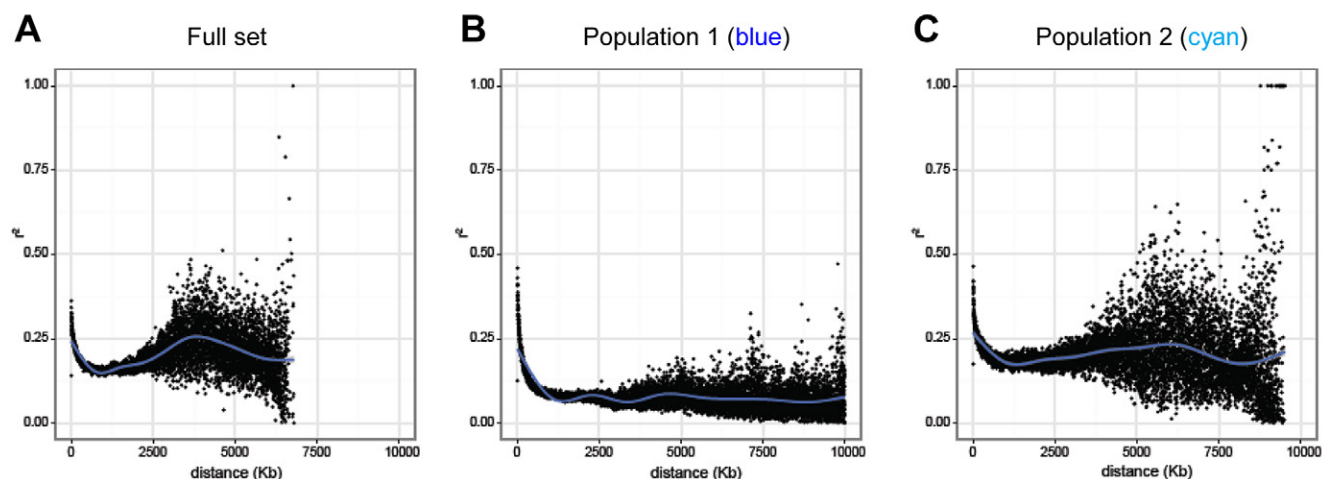 A Full set
1.00
0.75
0.50
0.25
0.00
r²
0 2500 5000 7500 10000
distance (Kb)
B Population 1 (blue)
1.00
0.75
0.50
0.25
0.00
r²
0 2500 5000 7500 10000
distance (Kb)
C Population 2 (cyan)
1.00
0.75
0.50
0.25
0.00
r²
0 2500 5000 7500 10000
distance (Kb)